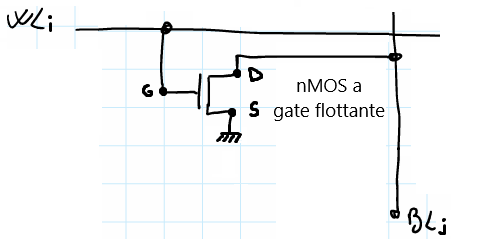 WLi
D
G
nMOS a
S
gate flottante
BLj